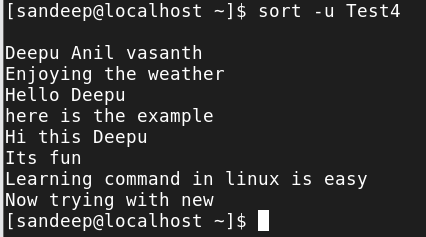 [sandeep@localhost ~]$ sort -u Test4

Deepu Anil vasanth
Enjoying the weather
Hello Deepu
here is the example
Hi this Deepu
Its fun
Learning command in linux is easy
Now trying with new
[sandeep@localhost ~]$